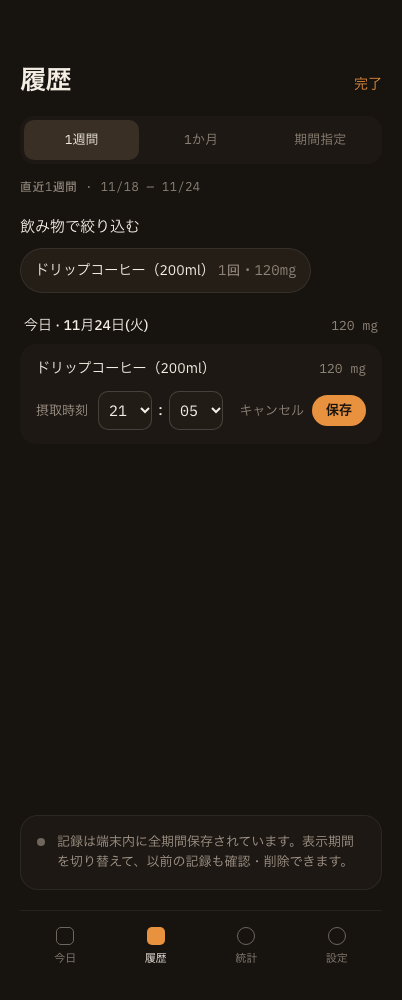 履歴
完了
1週間
1か月
期間指定
直近1週間 · 11/18 — 11/24
飲み物で絞り込む
ドリップコーヒー（200ml） 1回・120mg
今日・11月24日(火)
120 mg
ドリップコーヒー（200ml）
120 mg
摂取時刻 21 : 05 キャンセル 保存
記録は端末内に全期間保存されています。表示期間
を切り替えて、以前の記録も確認・削除できます。
今日
履歴
統計
設定